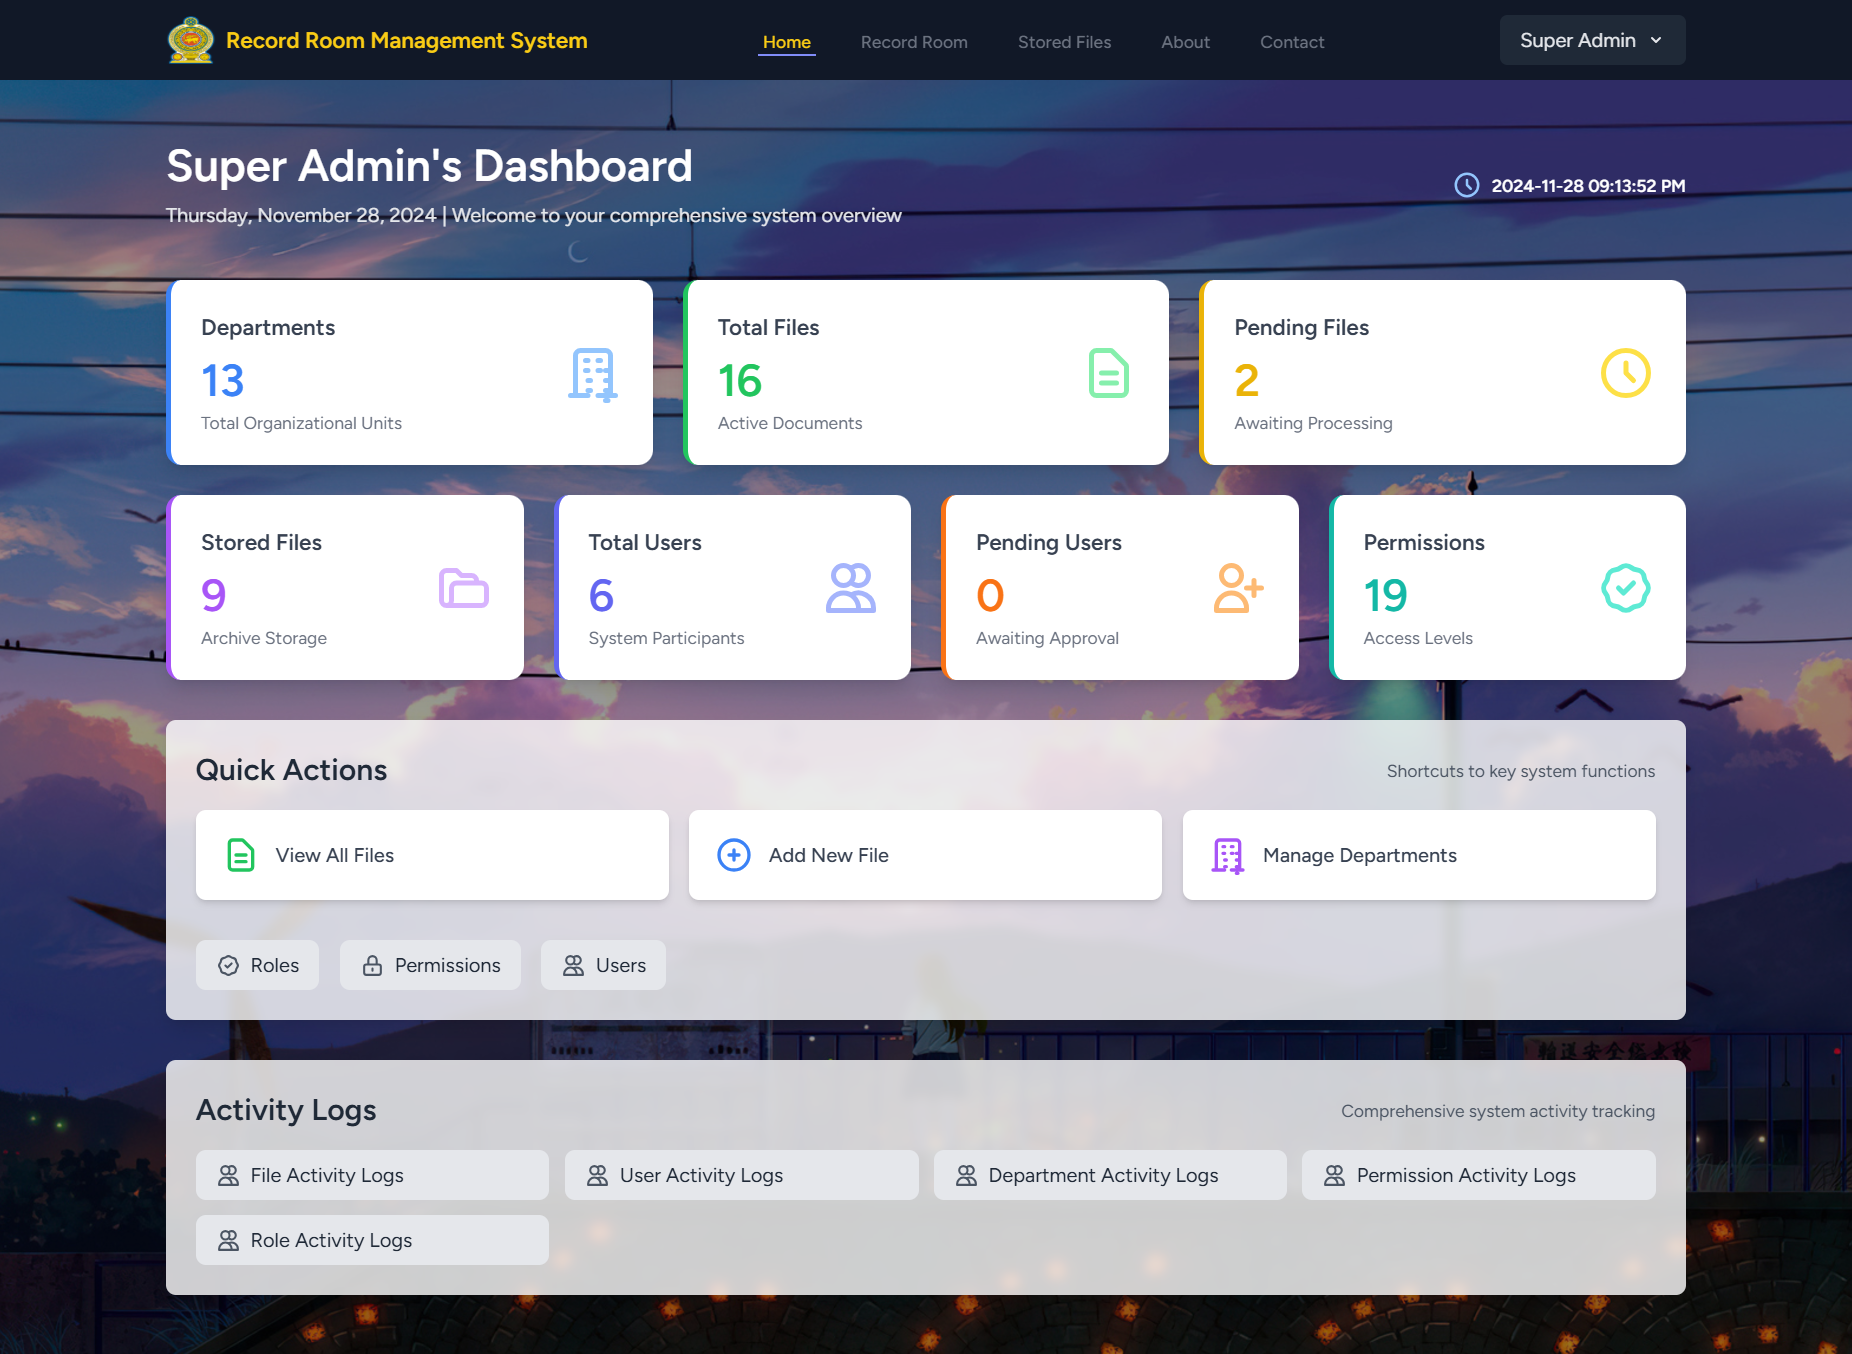 Record Room Management System
Home
Record Room
Stored Files
About
Contact
Super Admin
Super Admin's Dashboard
Thursday, November 28, 2024 | Welcome to your comprehensive system overview
2024-11-28 09:13:52 PM
Departments
13
Total Organizational Units
Total Files
16
Active Documents
Pending Files
2
Awaiting Processing
Stored Files
9
Archive Storage
Total Users
6
System Participants
Pending Users
0
Awaiting Approval
Permissions
19
Access Levels
Quick Actions
Shortcuts to key system functions
View All Files
Add New File
Manage Departments
Roles
Permissions
Users
Activity Logs
Comprehensive system activity tracking
File Activity Logs
User Activity Logs
Department Activity Logs
Permission Activity Logs
Role Activity Logs